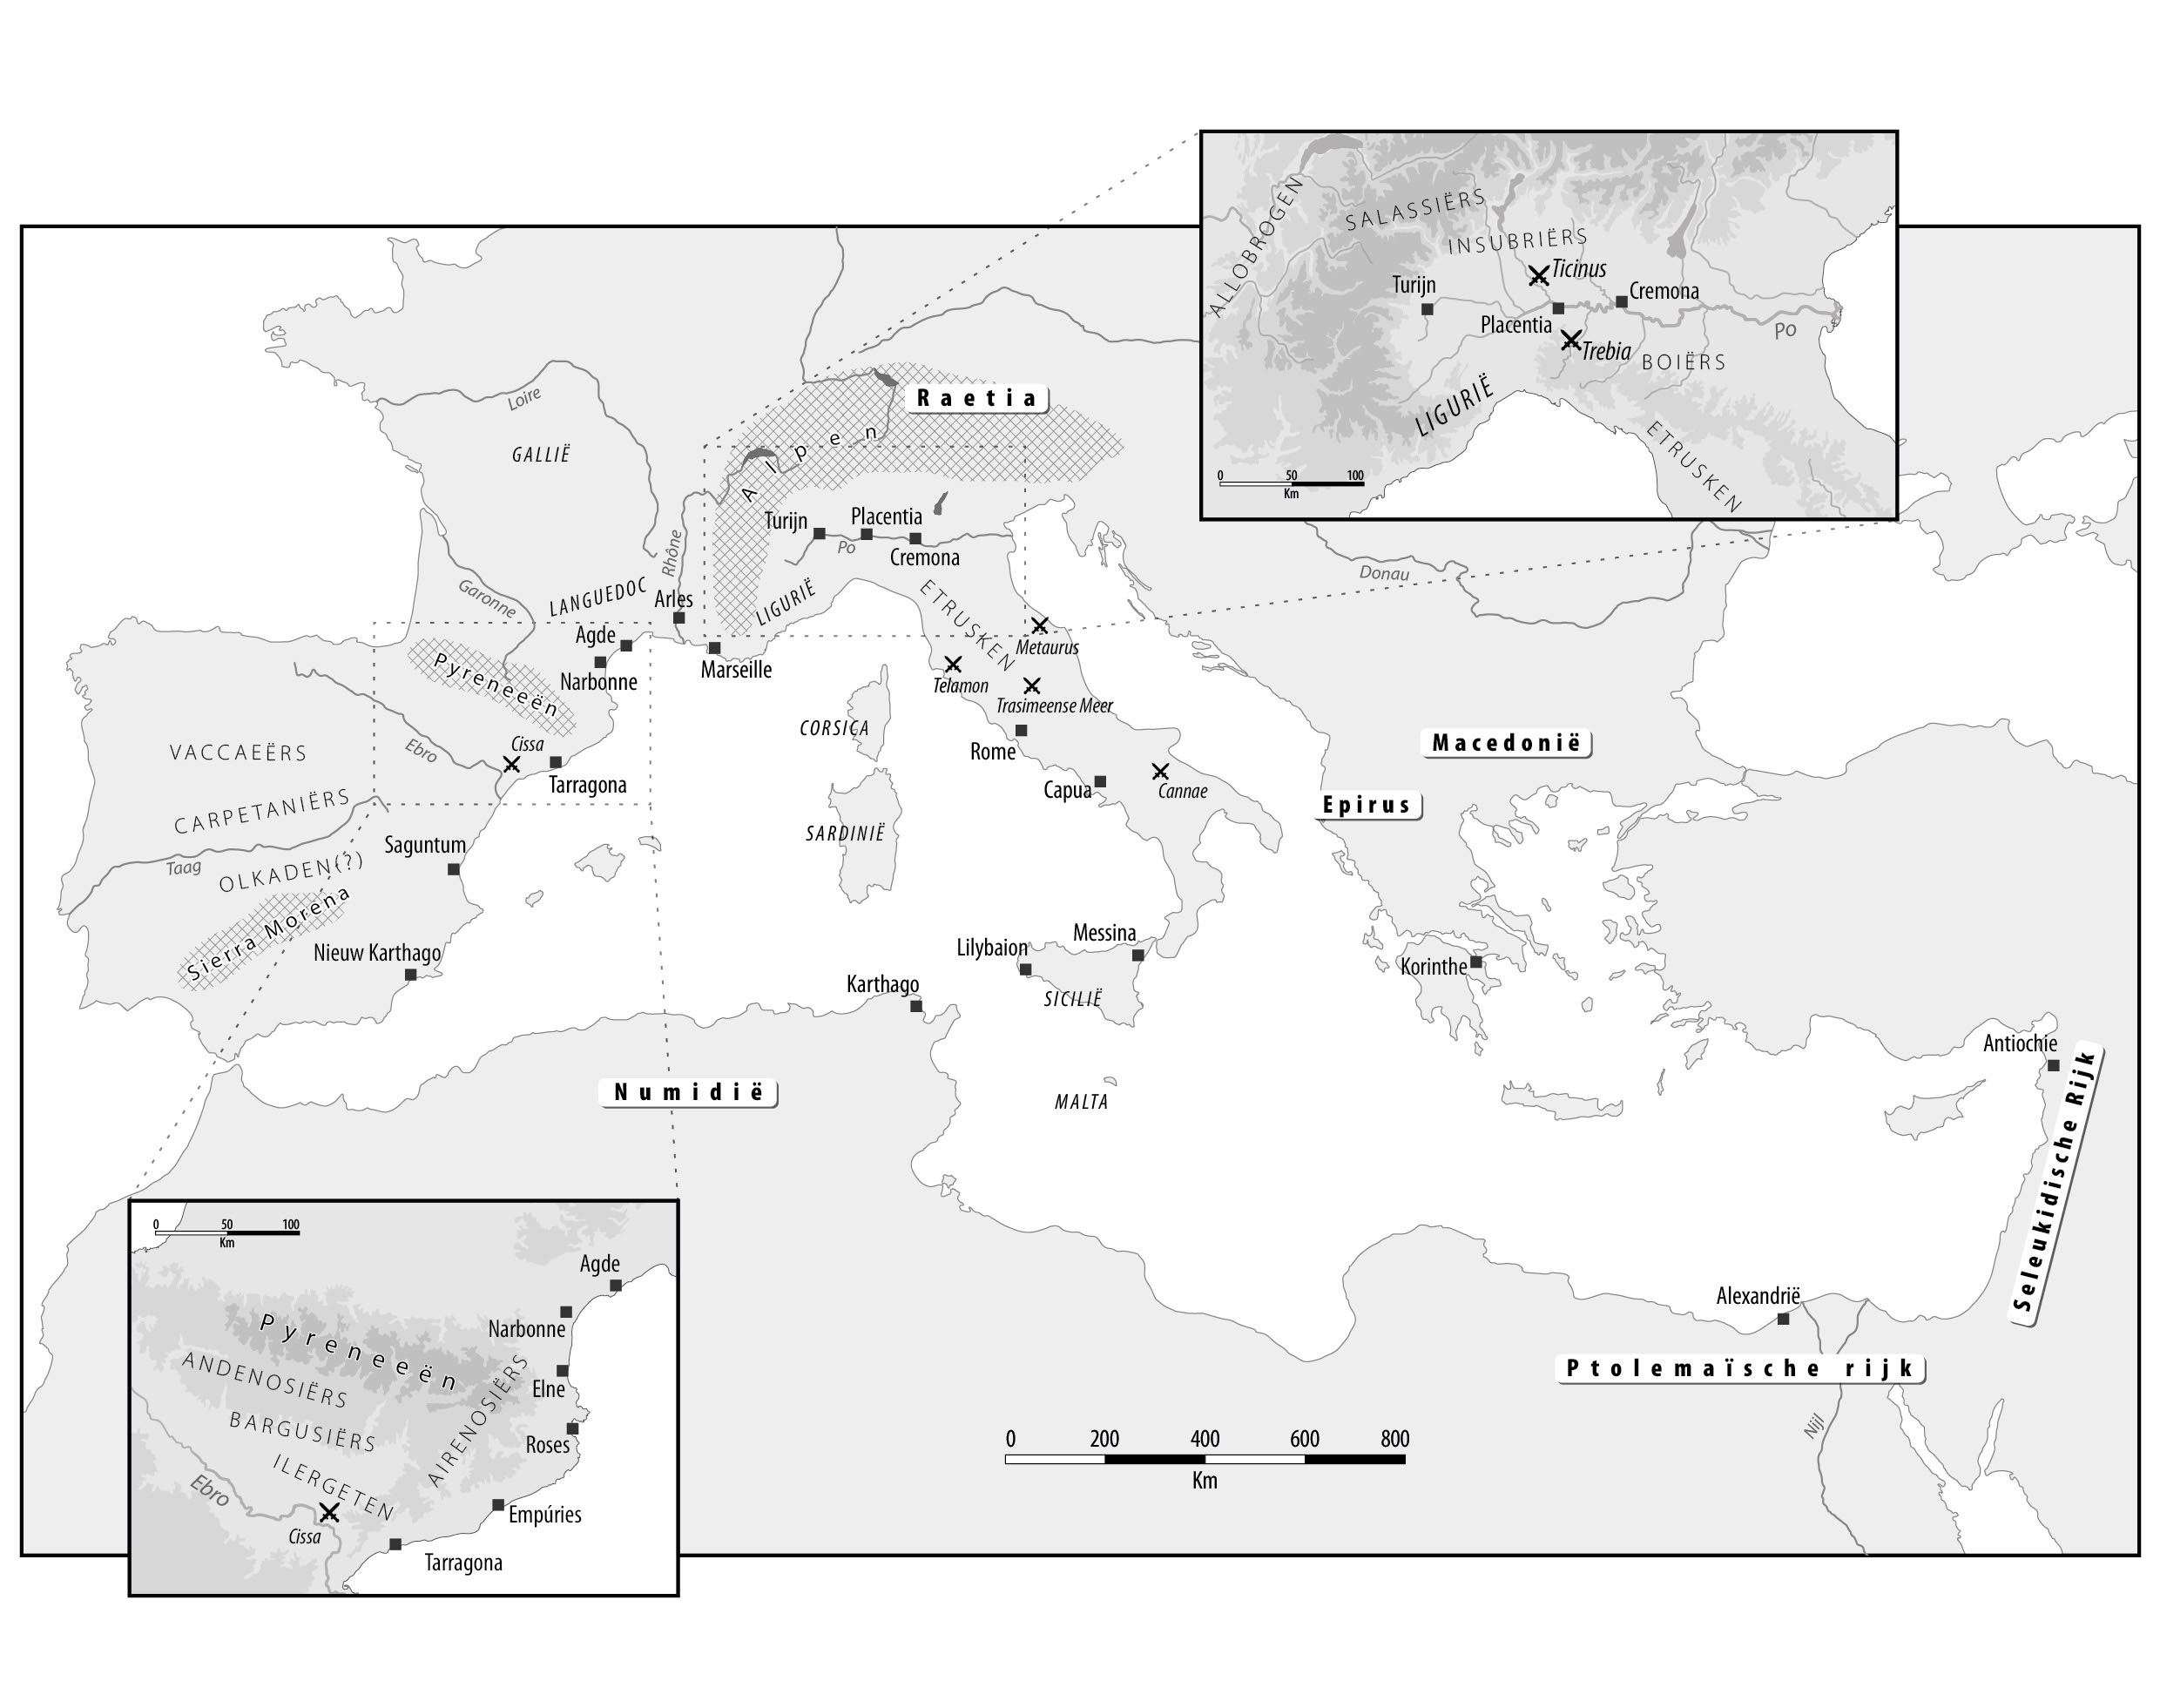 ALLOBROGEN
SALASSIËRS
INSUBRIËRS
Ticinus
Turijn
Cremona
Placentia
Po
Trebia
BOIËRS
LIGURIË
ETRUSKEN
0 50 100
Km
Raetia
Loire
Alpen
GALLIË
Turijn
Placentia
Po
Cremona
Rhône
Donau
Garonne
LANGUEDOC
LIGURIË
ETRUSKEN
Arles
Agde
Metaurus
Pyreneeën
Narbonne
Marseille
Telamon
Trasimeense Meer
CORSICA
Macedonië
Rome
VACCAEËRS
Ebro
Cissa
Tarragona
Capua
Cannae
Epirus
CARPETANIËRS
SARDINIË
Saguntum
Taag
OLKADEN(?)
Sierra Morena
Nieuw Karthago
Messina
Lilybaion
Korinthe
Karthago
SICILIË
Antiochie
Numidië
MALTA
Seleukidische Rijk
Alexandrië
Ptolemaïsche rijk
Nijl
0 200 400 600 800
Km
0 50 100
Km
Agde
Narbonne
Pyreneeën
ANDENOSIËRS
Elne
BARGUSIËRS
AIRENOSIËRS
Roses
ILERGETEN
Ebro
Cissa
Empúries
Tarragona